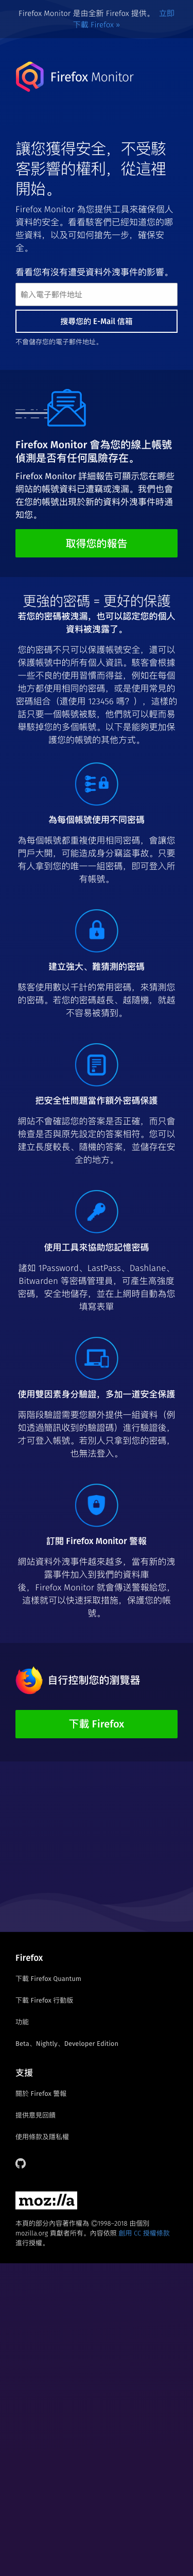 Firefox Monitor 是由全新 Firefox 提供。 立即
下載 Firefox »
Firefox Monitor
讓您獲得安全，不受駭
客影響的權利，從這裡
開始。
Firefox Monitor 為您提供工具來確保個人
資料的安全。看看駭客們已經知道您的哪
些資料，以及可如何搶先一步，確保安
全。
看看您有沒有遭受資料外洩事件的影響。
輸入電子郵件地址
搜尋您的 E-Mail 信箱
不會儲存您的電子郵件地址。
Firefox Monitor 會為您的線上帳號
偵測是否有任何風險存在。
Firefox Monitor 詳細報告可顯示您在哪些
網站的帳號資料已遭竊或洩漏。我們也會
在您的帳號出現於新的資料外洩事件時通
知您。
取得您的報告
更強的密碼 = 更好的保護
若您的密碼被洩漏，也可以認定您的個人
資料被洩露了。
您的密碼不只可以保護帳號安全，還可以
保護帳號中的所有個人資訊。駭客會根據
一些不良的使用習慣而得益，例如在每個
地方都使用相同的密碼，或是使用常見的
密碼組合（還使用 123456 嗎？），這樣的
話只要一個帳號被駭，他們就可以輕而易
舉駭掉您的多個帳號。以下是能夠更加保
護您的帳號的其他方式。
為每個帳號使用不同密碼
為每個帳號都重複使用相同密碼，會讓您
門戶大開，可能造成身分竊盜事故。只要
有人拿到您的唯一一組密碼，即可登入所
有帳號。
建立強大、難猜測的密碼
駭客使用數以千計的常用密碼，來猜測您
的密碼。若您的密碼越長、越隨機，就越
不容易被猜到。
把安全性問題當作額外密碼保護
網站不會確認您的答案是否正確，而只會
檢查是否與原先設定的答案相符。您可以
建立長度較長、隨機的答案，並儲存在安
全的地方。
使用工具來協助您記憶密碼
諸如 1Password、LastPass、Dashlane、
Bitwarden 等密碼管理員，可產生高強度
密碼，安全地儲存，並在上網時自動為您
填寫表單
使用雙因素身分驗證，多加一道安全保護
兩階段驗證需要您額外提供一組資料（例
如透過簡訊收到的驗證碼）進行驗證後，
才可登入帳號。若別人只拿到您的密碼，
也無法登入。
訂閱 Firefox Monitor 警報
網站資料外洩事件越來越多，當有新的洩
露事件加入到我們的資料庫
後，Firefox Monitor 就會傳送警報給您，
這樣就可以快速採取措施，保護您的帳
號。
自行控制您的瀏覽器
下載 Firefox
Firefox
下載 Firefox Quantum
下載 Firefox 行動版
功能
Beta、Nightly、Developer Edition
支援
關於 Firefox 警報
提供意見回饋
使用條款及隱私權
moz://a
本頁的部分內容著作權為 ©1998–2018 由個別
mozilla.org 貢獻者所有。內容依照 創用 CC 授權條款
進行授權。